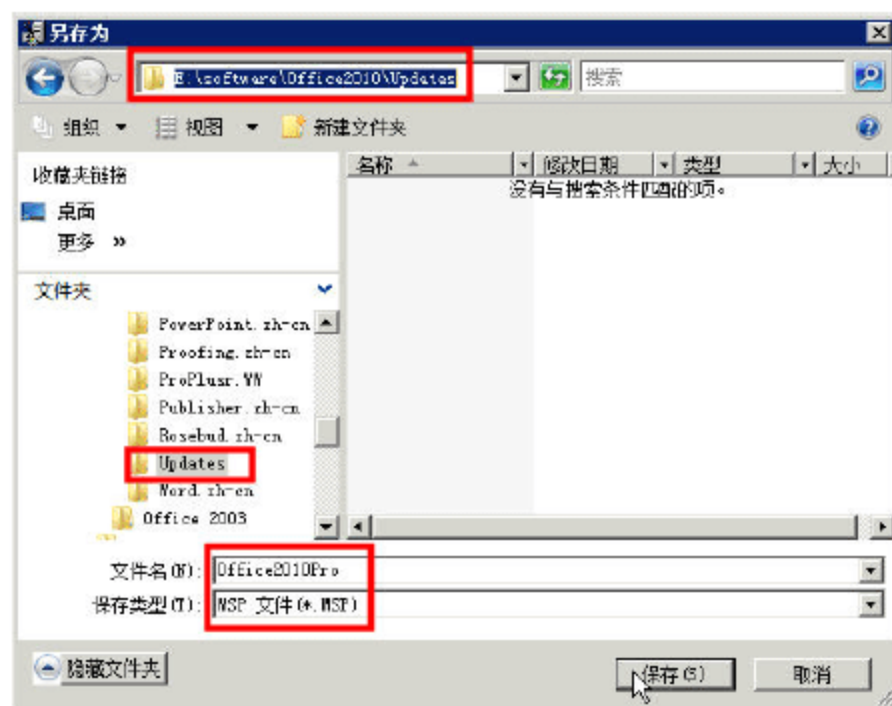 另存为
E:\software\Office2010\Updates
搜索
组织 视图 新建文件夹
收藏夹链接
桌面
更多 »
文件夹
PowerPoint.zh-cn
Proofing.zh-cn
ProPlusr.WW
Publisher.zh-cn
Rosebud.zh-cn
Updates
Word.zh-cn
Office 2003
名称 修改日期 类型 大小
没有与搜索条件匹配的项。
文件名(N): Office2010Pro
保存类型(T): MSP 文件(*.MSP)
隐藏文件夹
保存(S) 取消